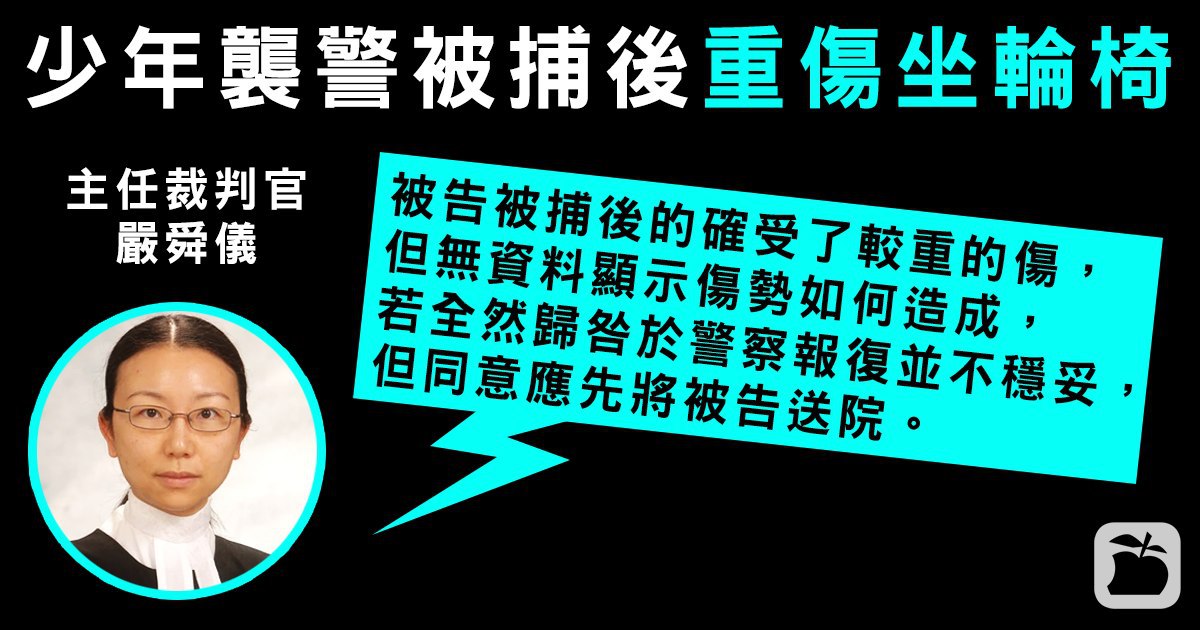 少年襲警被捕後重傷坐輪椅
主任裁判官
嚴舜儀
被告被捕後的確受了較重的傷，
但無資料顯示傷勢如何造成，
若全然歸咎於警察報復並不穩妥，
但同意應先將被告送院。